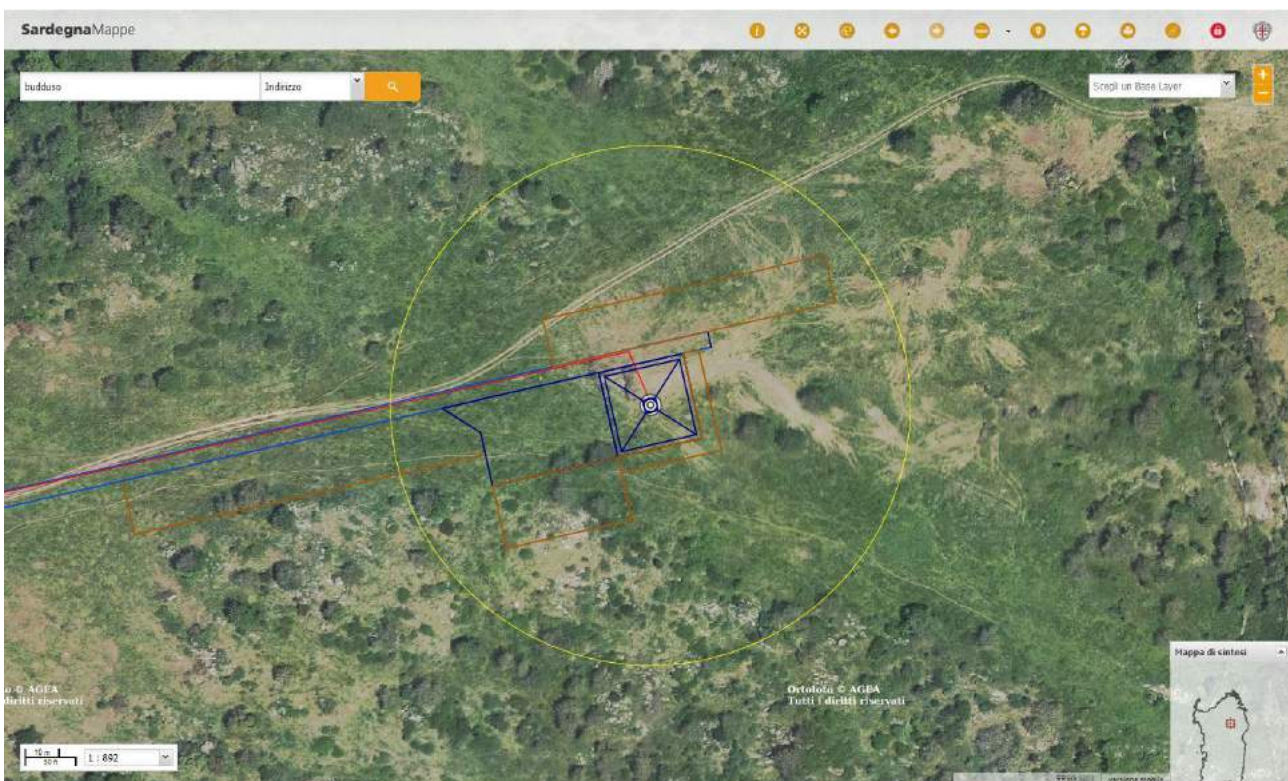 SardegnaMappe
budduso
Indirizzo
Scegli un Base Layer
+
−
Mappa di sintesi
© AGEA
diritti riservati
Ortofoto © AGEA
Tutti i diritti riservati
10 m
50 ft
1 : 892